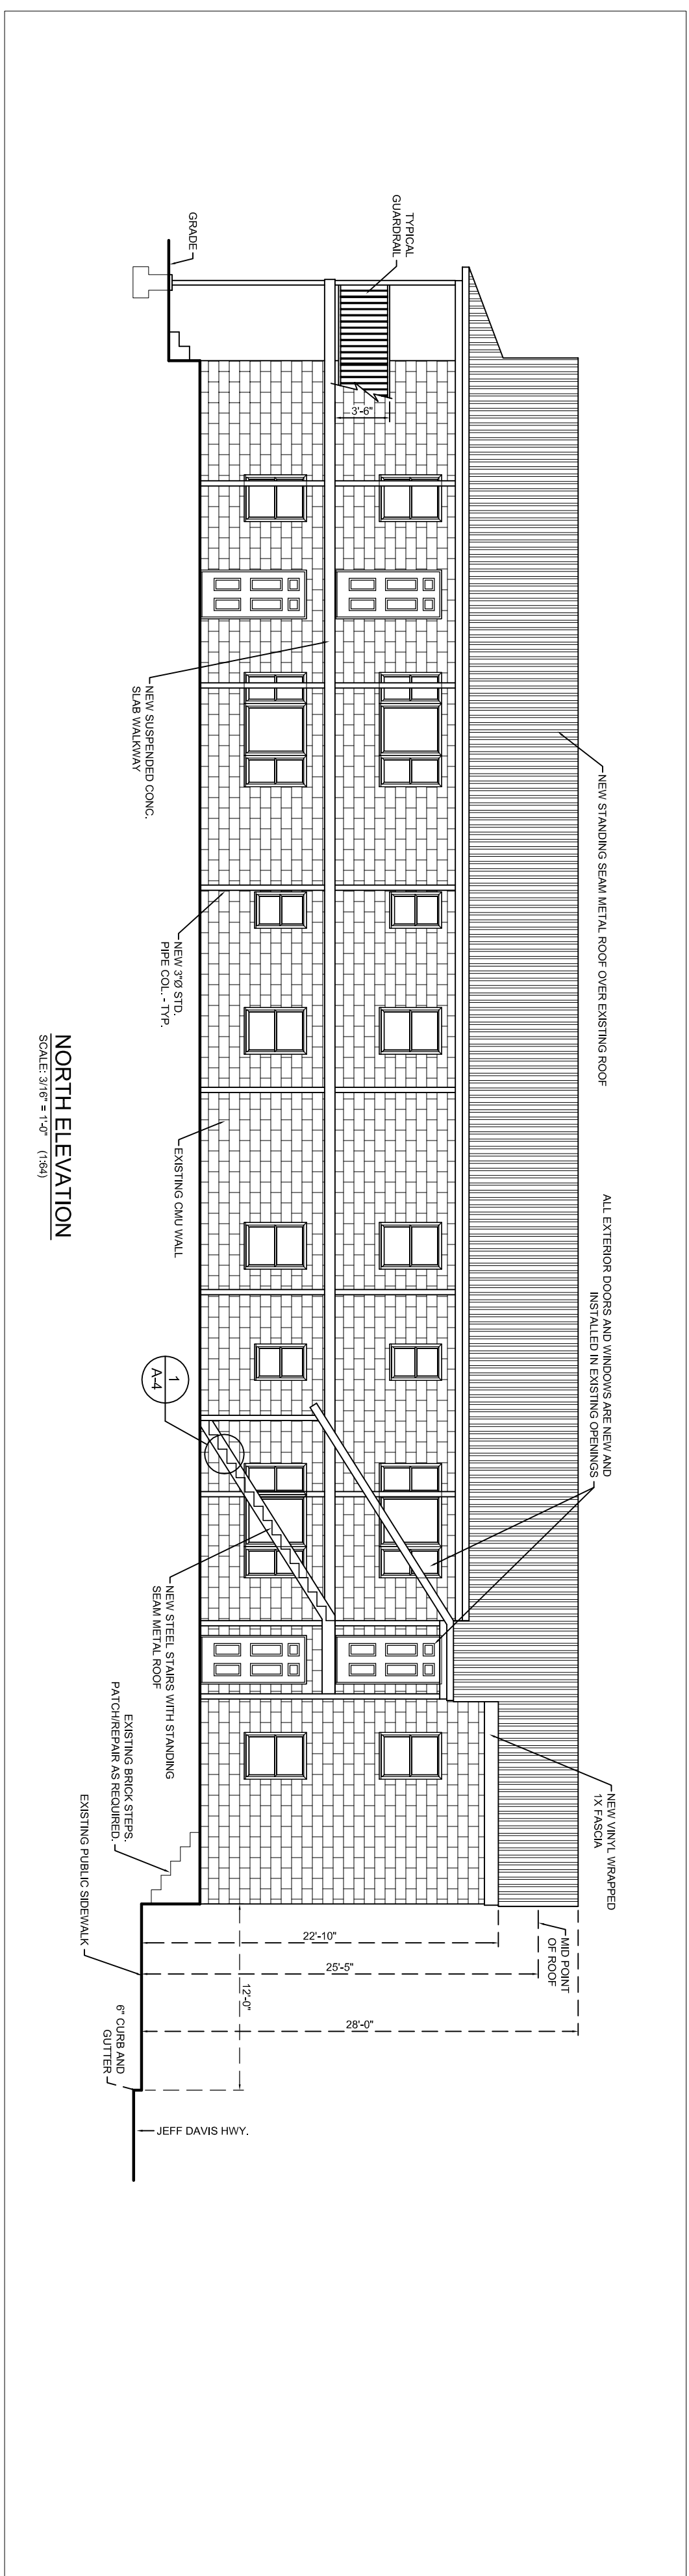 NEW STANDING SEAM METAL ROOF OVER EXISTING ROOF
ALL EXTERIOR DOORS AND WINDOWS ARE NEW AND
INSTALLED IN EXISTING OPENINGS
NEW VINYL WRAPPED
1X FASCIA
MID POINT
OF ROOF
TYPICAL
GUARDRAIL
3'-6"
22'-10"
25'-5"
28'-0"
12'-0"
GRADE
NEW SUSPENDED CONC.
SLAB WALKWAY
NEW 3"Ø STD.
PIPE COL. - TYP.
EXISTING CMU WALL
1
A-4
NEW STEEL STAIRS WITH STANDING
SEAM METAL ROOF
EXISTING BRICK STEPS.
PATCH/REPAIR AS REQUIRED.
EXISTING PUBLIC SIDEWALK
6" CURB AND
GUTTER
JEFF DAVIS HWY.
NORTH ELEVATION
SCALE: 3/16" = 1'-0" (1:64)